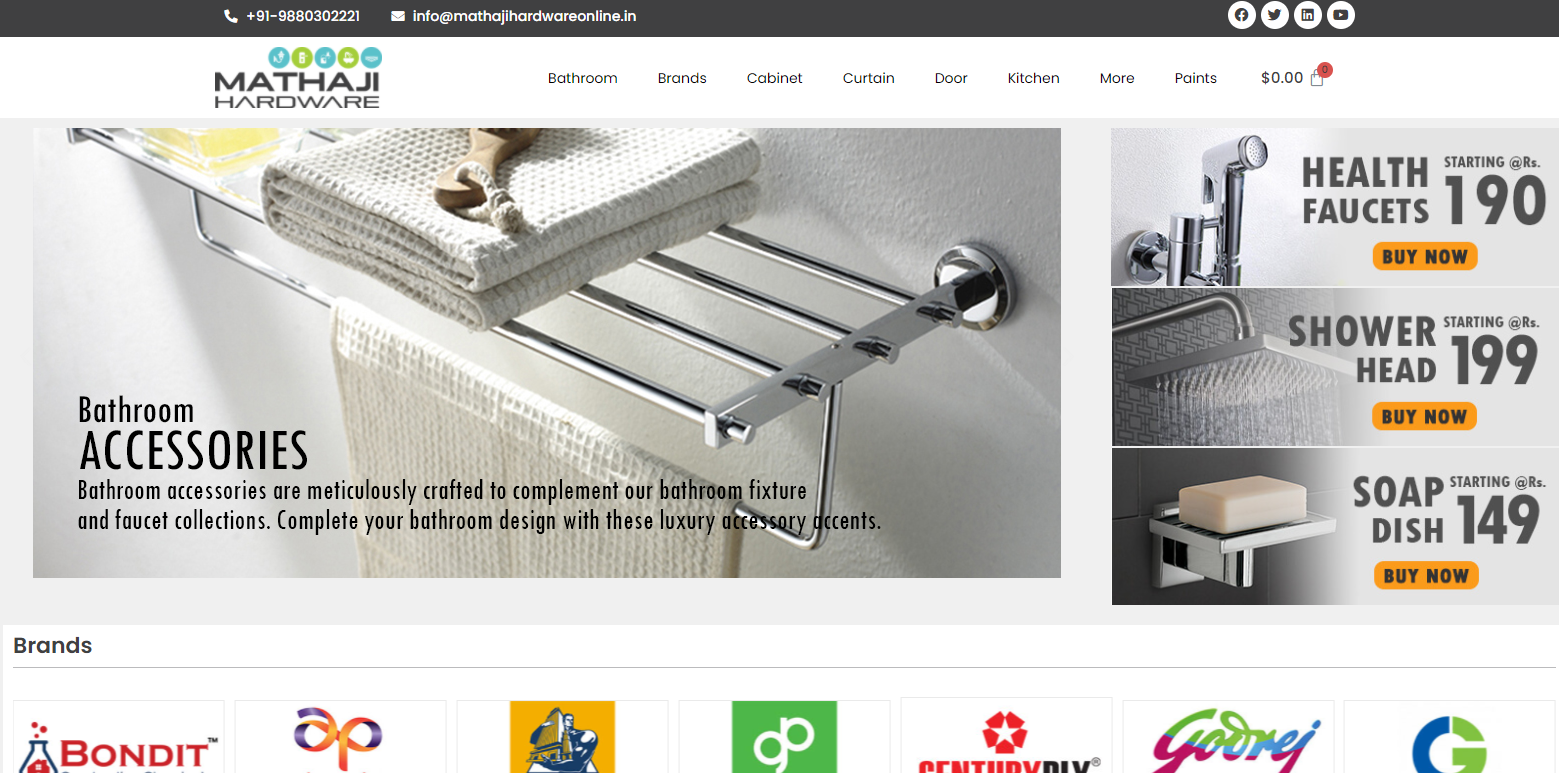 +91-9880302221
info@mathajihardwareonline.in
MATHAJI
HARDWARE
Bathroom
Brands
Cabinet
Curtain
Door
Kitchen
More
Paints
$0.00
0
HEALTH
FAUCETS
STARTING @Rs.
190
BUY NOW
SHOWER
HEAD
STARTING @Rs.
199
BUY NOW
Bathroom
ACCESSORIES
Bathroom accessories are meticulously crafted to complement our bathroom fixture
and faucet collections. Complete your bathroom design with these luxury accessory accents.
SOAP
DISH
STARTING @Rs.
149
BUY NOW
Brands
BONDIT™
ap
gp
CENTURYPLY®
Godrej